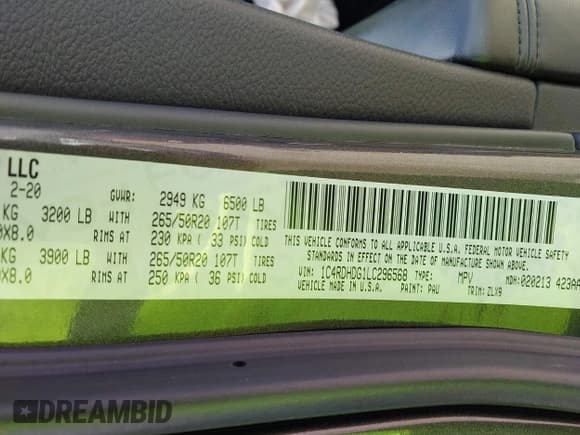 LLC
2-20 GVWR: 2949 KG 6500 LB
KG 3200 LB WITH 265/50R20 107T TIRES
X8.0 RIMS AT 230 KPA ( 33 PSI) COLD
KG 3900 LB WITH 265/50R20 107T TIRES
X8.0 RIMS AT 250 KPA ( 36 PSI) COLD
THIS VEHICLE CONFORMS TO ALL APPLICABLE U.S.A. FEDERAL MOTOR VEHICLE SAFETY
STANDARDS IN EFFECT ON THE DATE OF MANUFACTURE SHOWN ABOVE.
1C4RDHDG1LC296568 TYPE: MPV MDH: 020213 423AA
MADE IN U.S.A. PAINT: PAU TRIM: ZLX9
DREAMBID